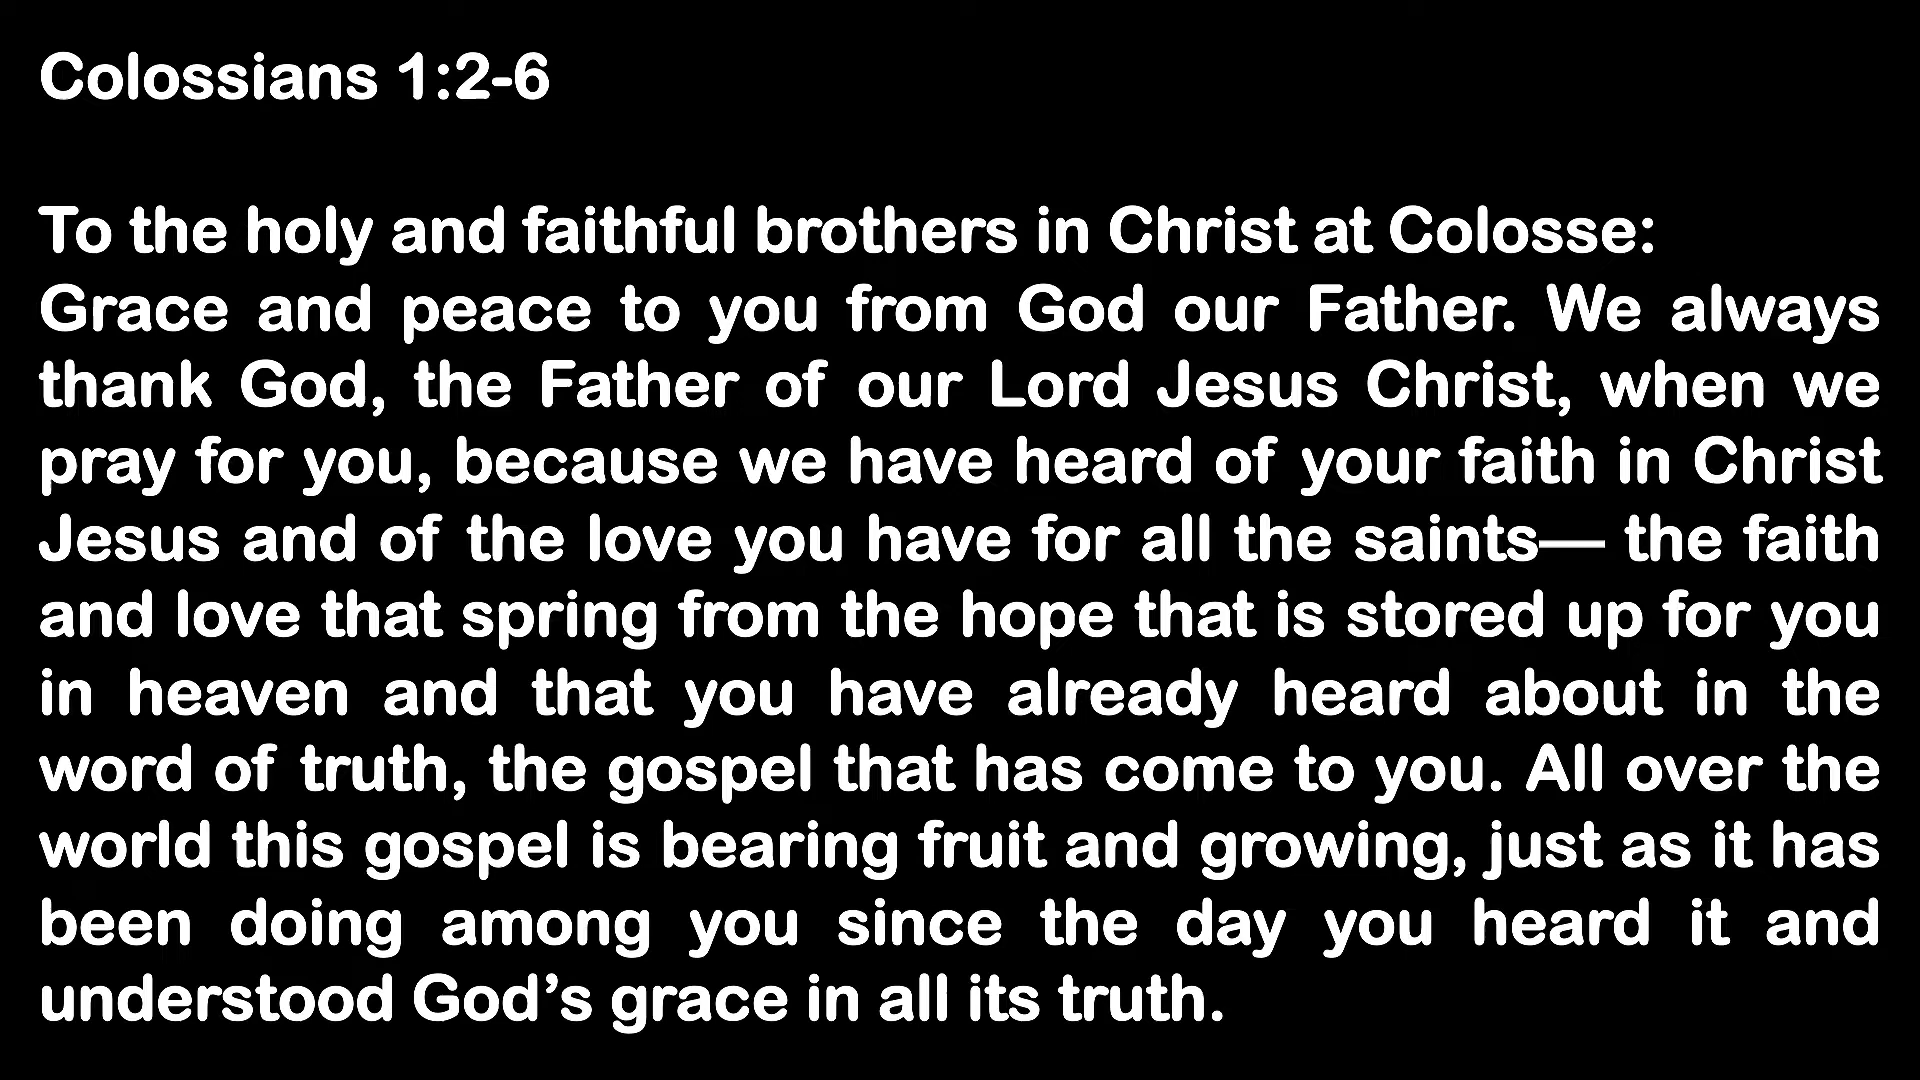 Colossians 1:2-6
To the holy and faithful brothers in Christ at Colosse:
Grace and peace to you from God our Father. We always
thank God, the Father of our Lord Jesus Christ, when we
pray for you, because we have heard of your faith in Christ
Jesus and of the love you have for all the saints— the faith
and love that spring from the hope that is stored up for you
in heaven and that you have already heard about in the
word of truth, the gospel that has come to you. All over the
world this gospel is bearing fruit and growing, just as it has
been doing among you since the day you heard it and
understood God’s grace in all its truth.